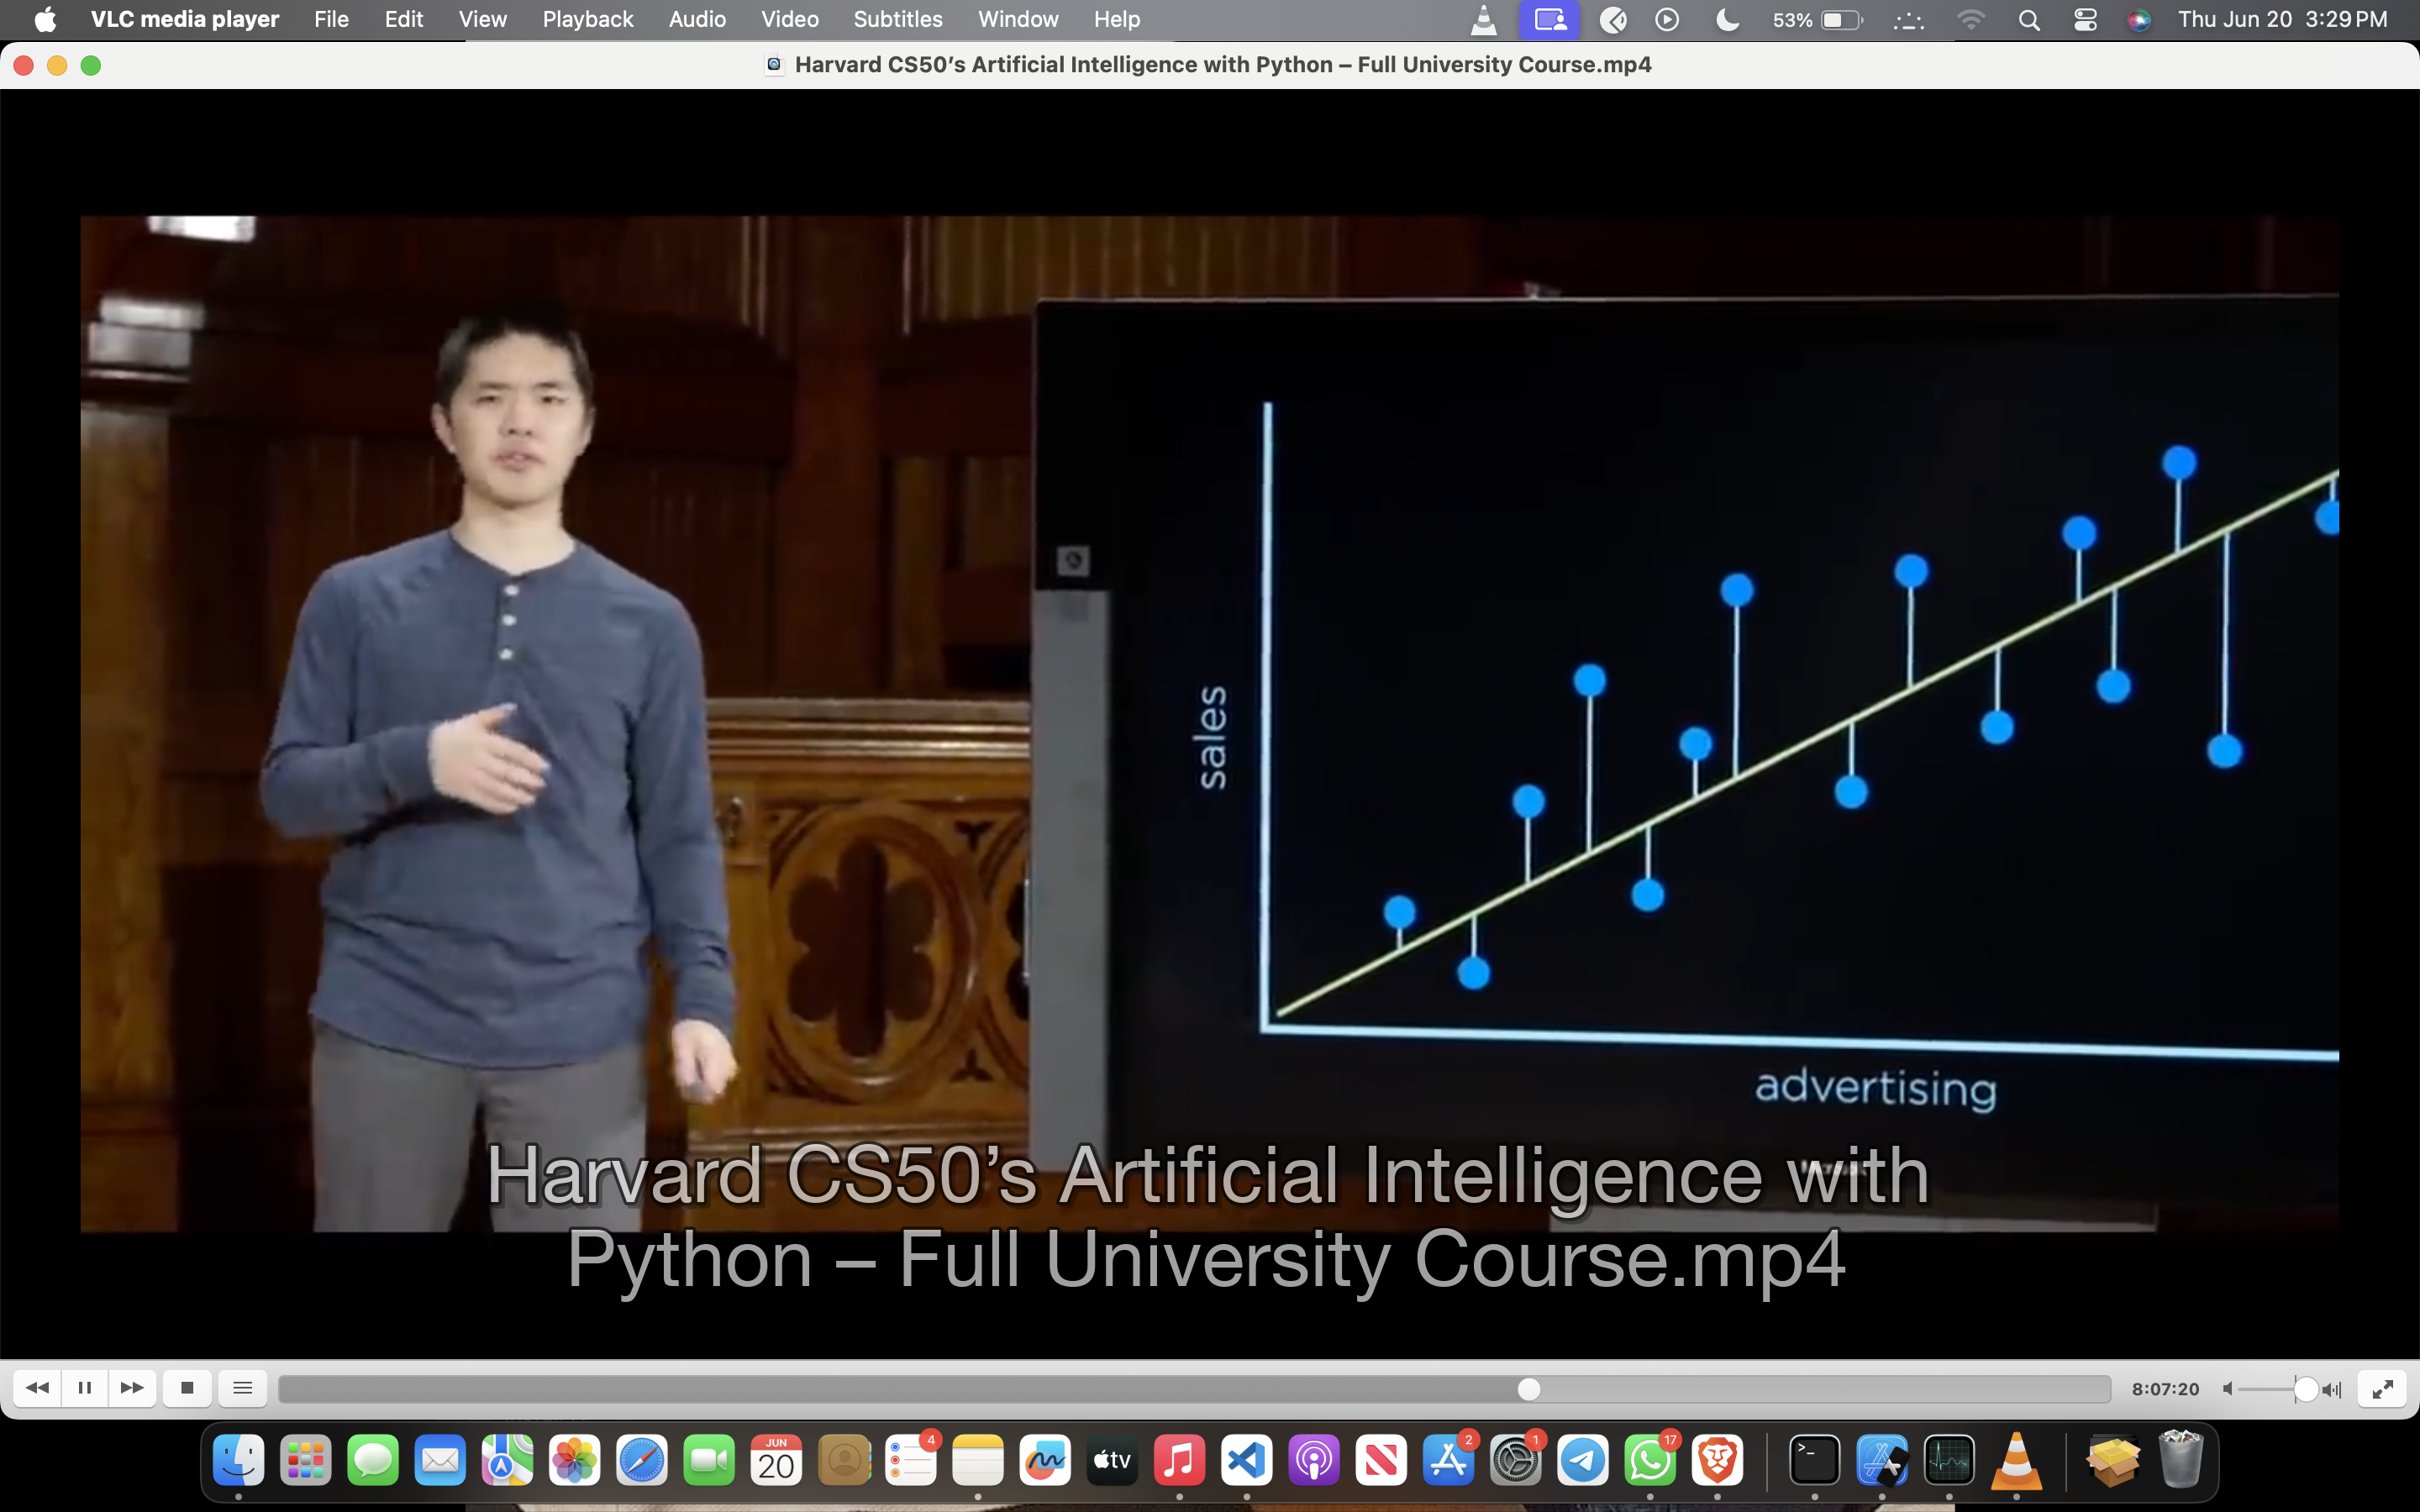 VLC media player File Edit View Playback Audio Video Subtitles Window Help 53% Thu Jun 20 3:29 PM
Harvard CS50’s Artificial Intelligence with Python – Full University Course.mp4
sales
advertising
Harvard CS50’s Artificial Intelligence with
Python – Full University Course.mp4
8:07:20
JUN
20
4
tv
2
1
17
>_